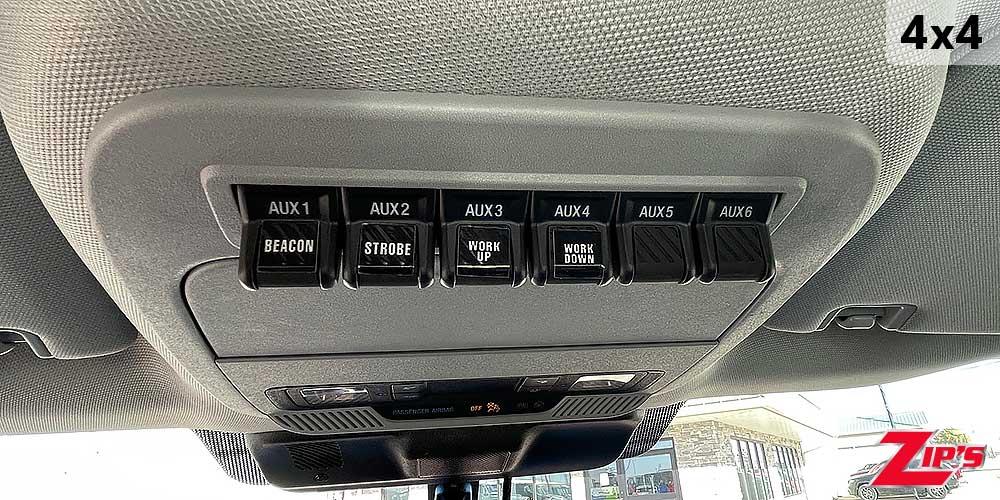 4x4
AUX1 AUX2 AUX3 AUX4 AUX5 AUX6
BEACON STROBE WORK UP WORK DOWN
PASSENGER AIRBAG OFF
ZIP'S